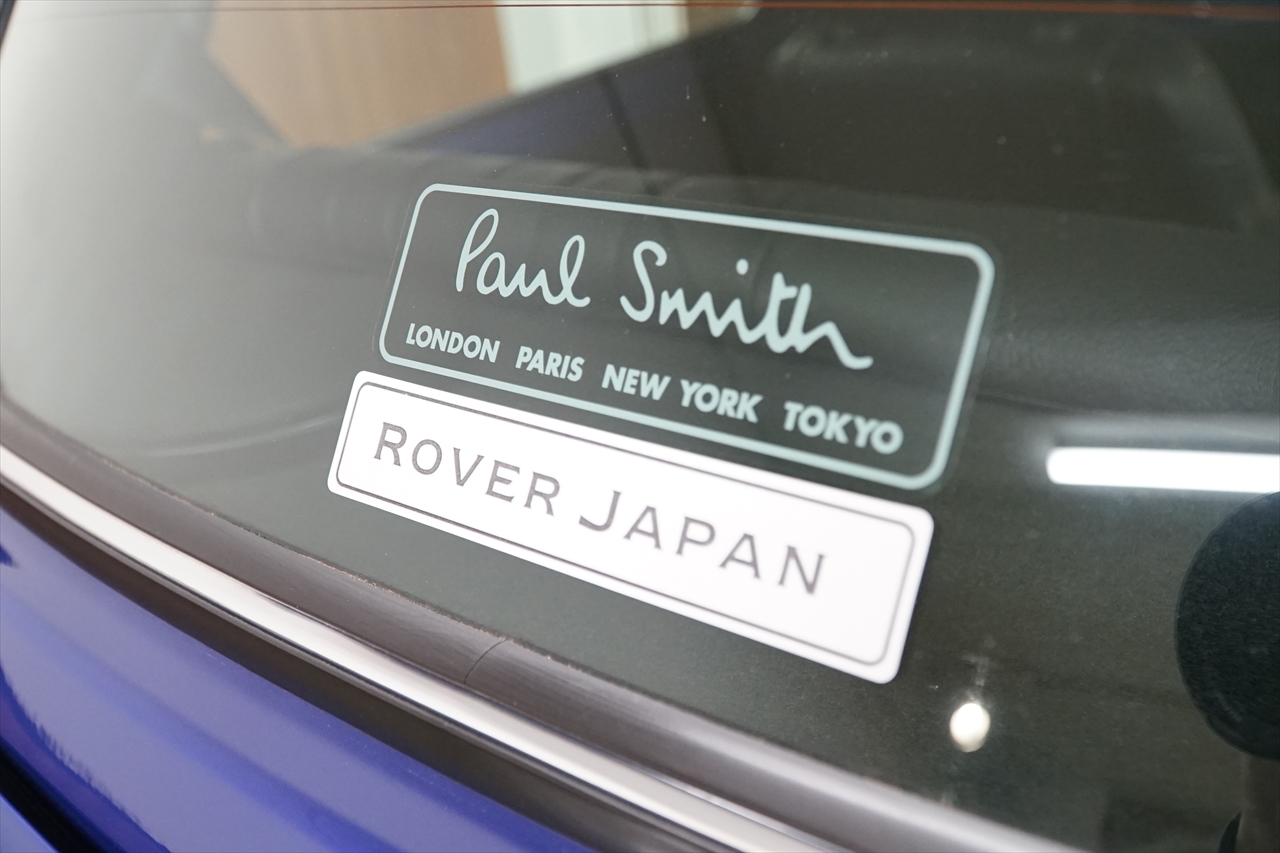 Paul Smith
LONDON PARIS NEW YORK TOKYO
ROVER JAPAN